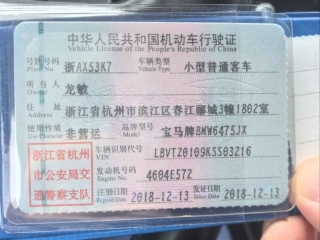 中华人民共和国机动车行驶证
Vehicle License of the People's Republic of China
号牌号码 浙AX53K7 车辆类型 小型普通客车
Plate No. Vehicle Type
所有人 龙敏
住址 浙江省杭州市滨江区春江郦城3幢1802室
使用性质 非营运 品牌型号 宝马牌BMW6475JX
浙江省杭州市公安局交通警察支队
车辆识别代号 LBVTZ0109KSS03216
VIN
发动机号码 4604E572
Engine No.
注册日期 2018-12-13 发证日期 2018-12-13